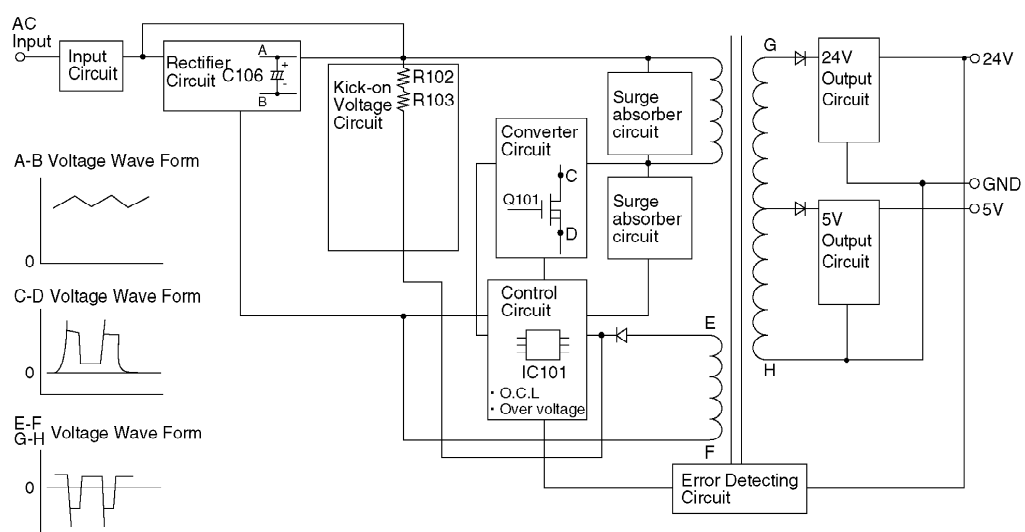 AC
Input
Input
Circuit
Rectifier
Circuit
C106
A
+
-
B
Kick-on
Voltage
Circuit
R102
R103
Converter
Circuit
C
Q101
D
Surge
absorber
circuit
Surge
absorber
circuit
Control
Circuit
IC101
· O.C.L
· Over voltage
E
F
G
H
24V
Output
Circuit
5V
Output
Circuit
24V
GND
5V
Error Detecting
Circuit
A-B Voltage Wave Form
0
C-D Voltage Wave Form
0
E-F
G-H Voltage Wave Form
0